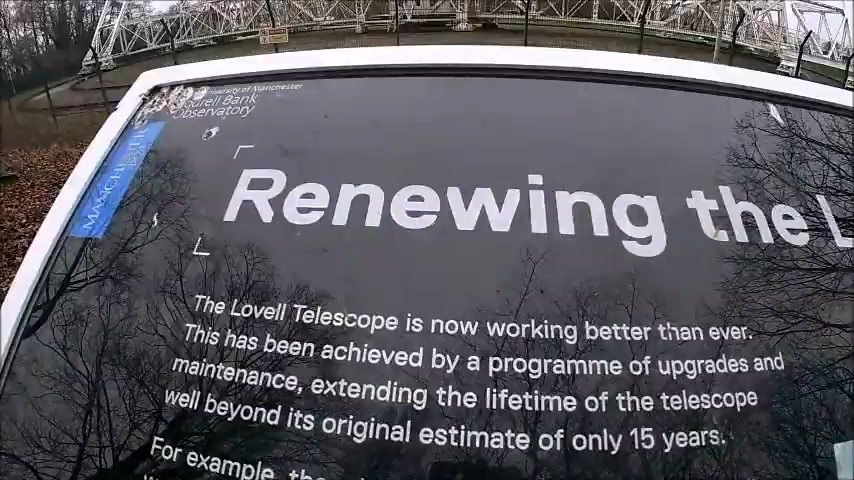 University of Manchester
Jodrell Bank
Observatory
MANCHESTER
Renewing the L
The Lovell Telescope is now working better than ever.
This has been achieved by a programme of upgrades and
maintenance, extending the lifetime of the telescope
well beyond its original estimate of only 15 years.
For example, the